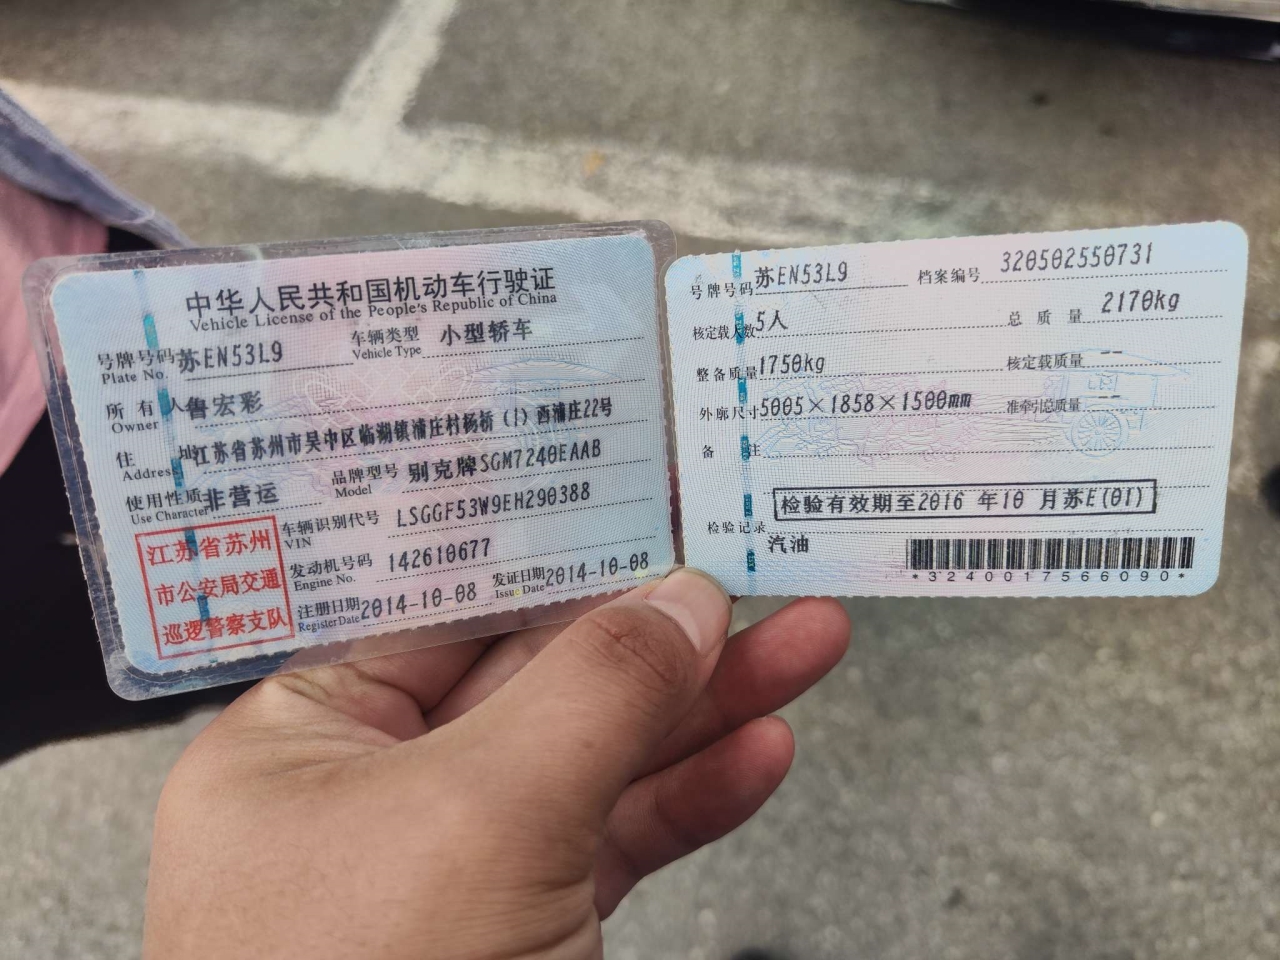 中华人民共和国机动车行驶证
Vehicle License of the People's Republic of China
号牌号码 苏EN53L9 车辆类型 小型轿车
Plate No. Vehicle Type
所有人 鲁宏彩
Owner
住址 江苏省苏州市吴中区临湖镇浦庄村杨桥(1)西浦庄22号
Address
使用性质 非营运 品牌型号 别克牌SGM7240EAAB
Use Character Model
江苏省苏州
市公安局交通
巡逻警察支队
车辆识别代号 LSGGF53W9EH290388
VIN
发动机号码 142610677
Engine No.
注册日期 2014-10-08 发证日期 2014-10-08
Register Date Issue Date
号牌号码 苏EN53L9 档案编号 320502550731
核定载人数 5人 总质量 2170kg
整备质量 1750kg 核定载质量 --
外廓尺寸 5005×1858×1500mm 准牵引总质量 --
备注
检验有效期至2016 年10 月苏E(01)
检验记录
汽油
*3240017566090*